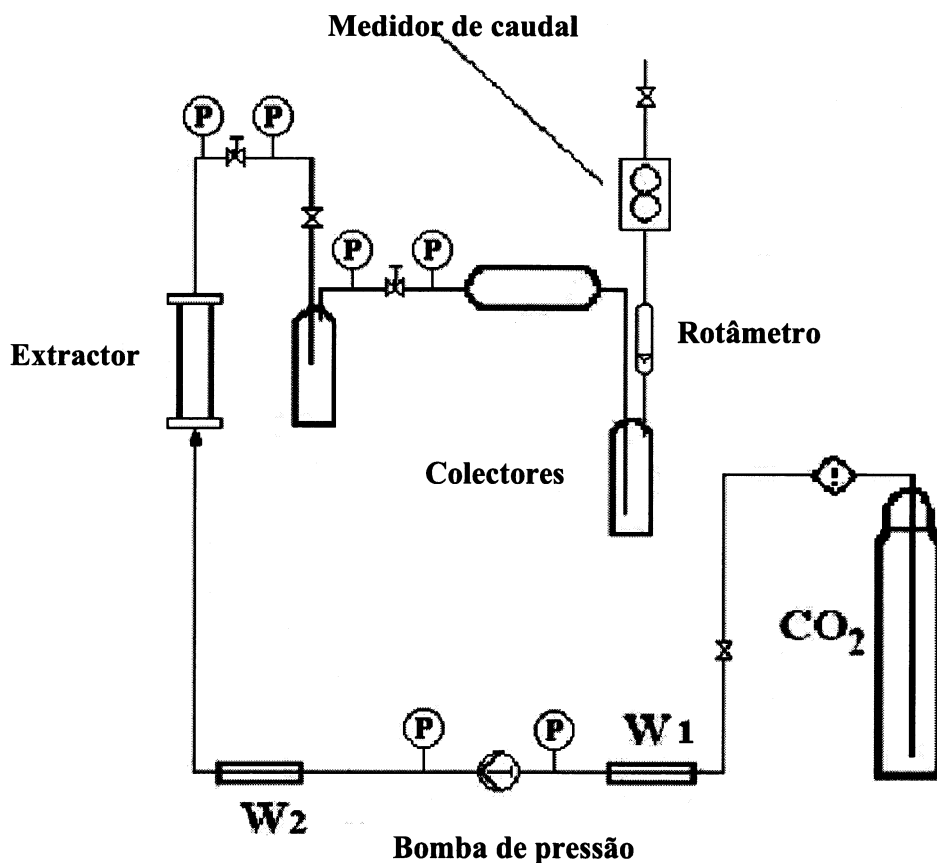 Medidor de caudal
P
P
P
P
Rotâmetro
Extractor
Colectores
CO₂
P
P
W1
W2
Bomba de pressão